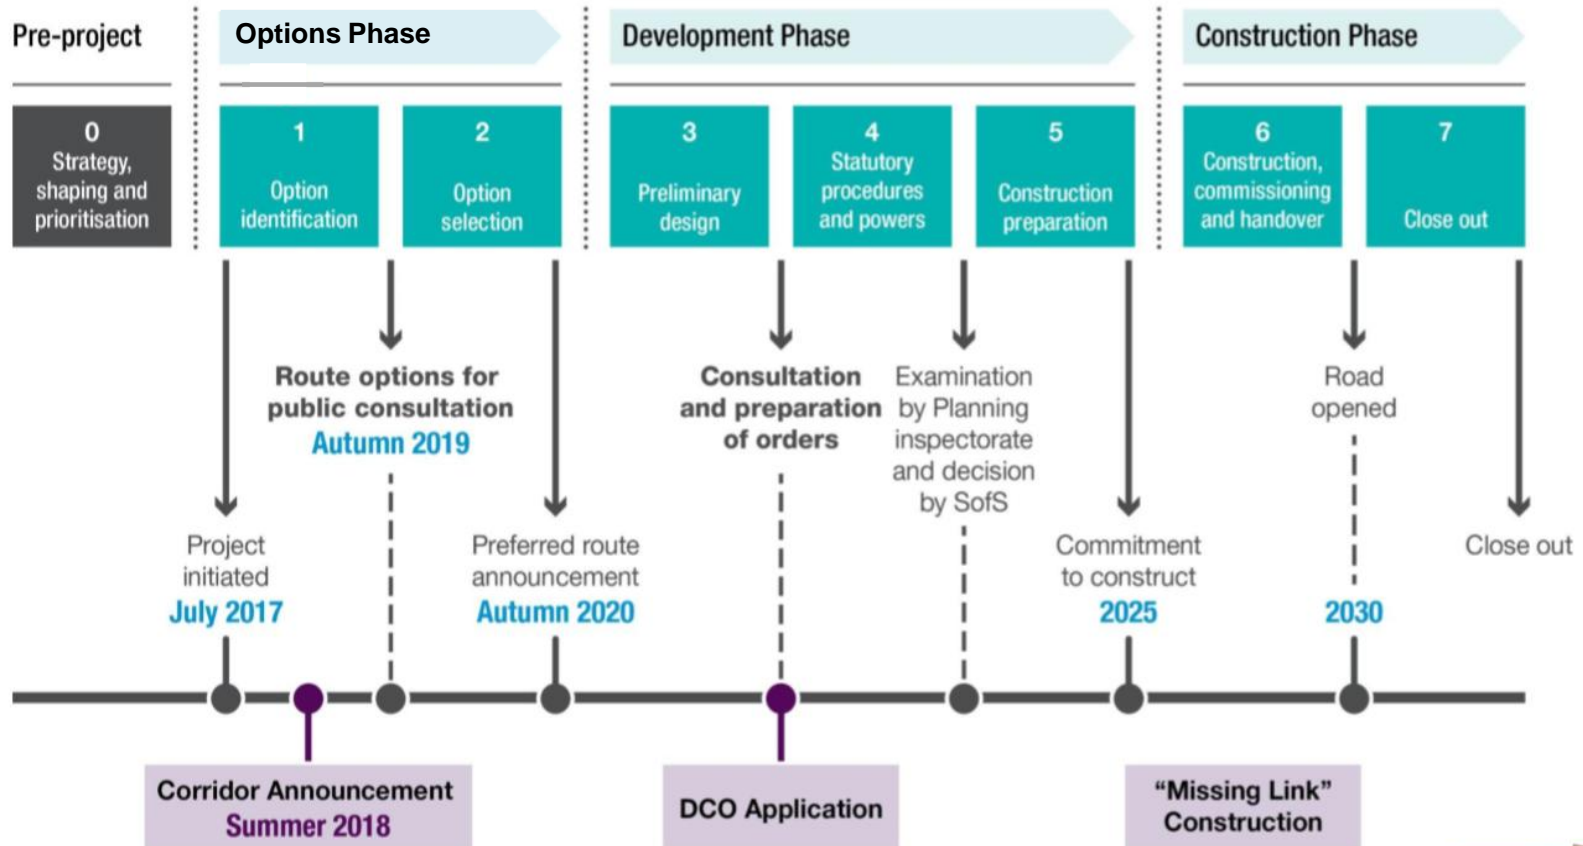 Pre-project
Options Phase
Development Phase
Construction Phase
0
Strategy,
shaping and
prioritisation
1
Option
identification
2
Option
selection
3
Preliminary
design
4
Statutory
procedures
and powers
5
Construction
preparation
6
Construction,
commissioning
and handover
7
Close out
Project
initiated
July 2017
Route options for
public consultation
Autumn 2019
Preferred route
announcement
Autumn 2020
Consultation
and preparation
of orders
Examination
by Planning
inspectorate
and decision
by SofS
Commitment
to construct
2025
Road
opened
2030
Close out
Corridor Announcement
Summer 2018
DCO Application
“Missing Link”
Construction